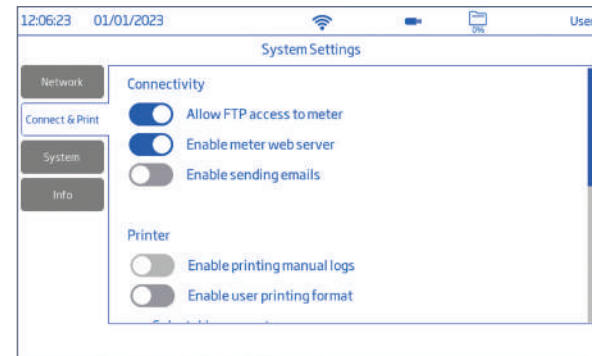 12:06:23 01/01/2023 0% User
System Settings
Network
Connect & Print
System
Info
Connectivity
Allow FTP access to meter
Enable meter web server
Enable sending emails
Printer
Enable printing manual logs
Enable user printing format